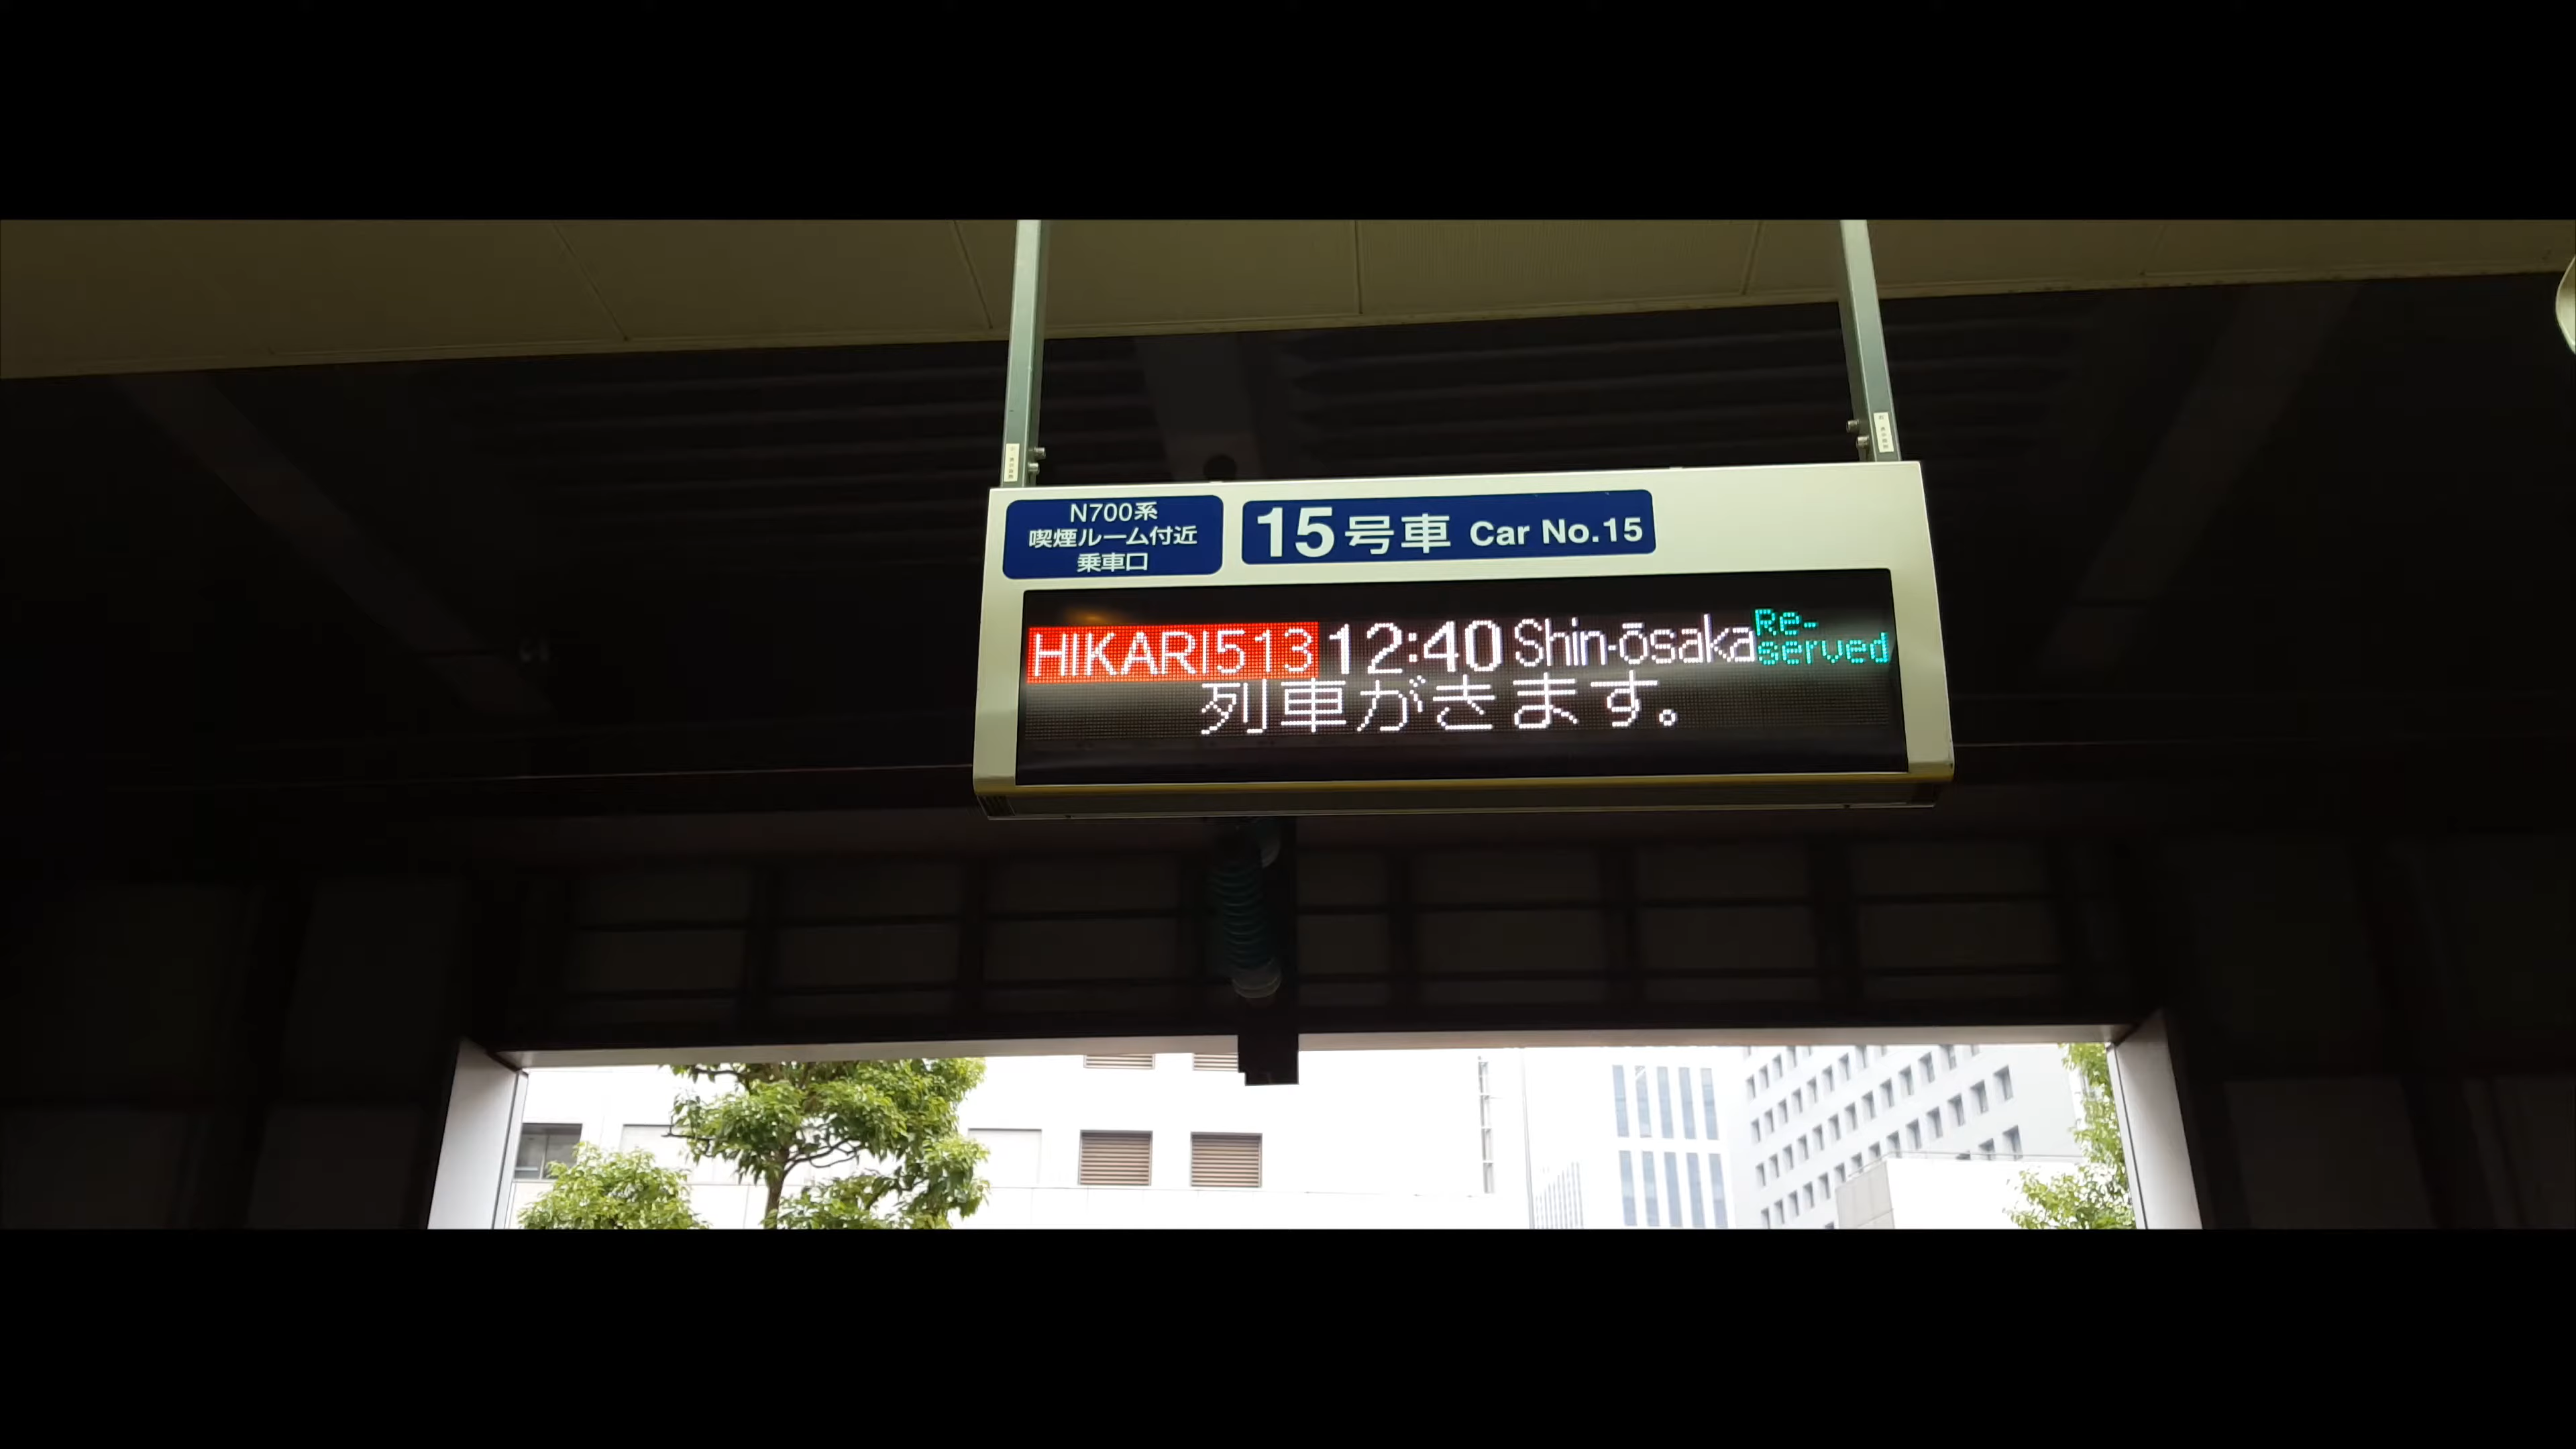 N700系
喫煙ルーム付近
乗車口
15号車 Car No.15
HIKARI513 12:40 Shin-ōsaka Re-
served
列車がきます。